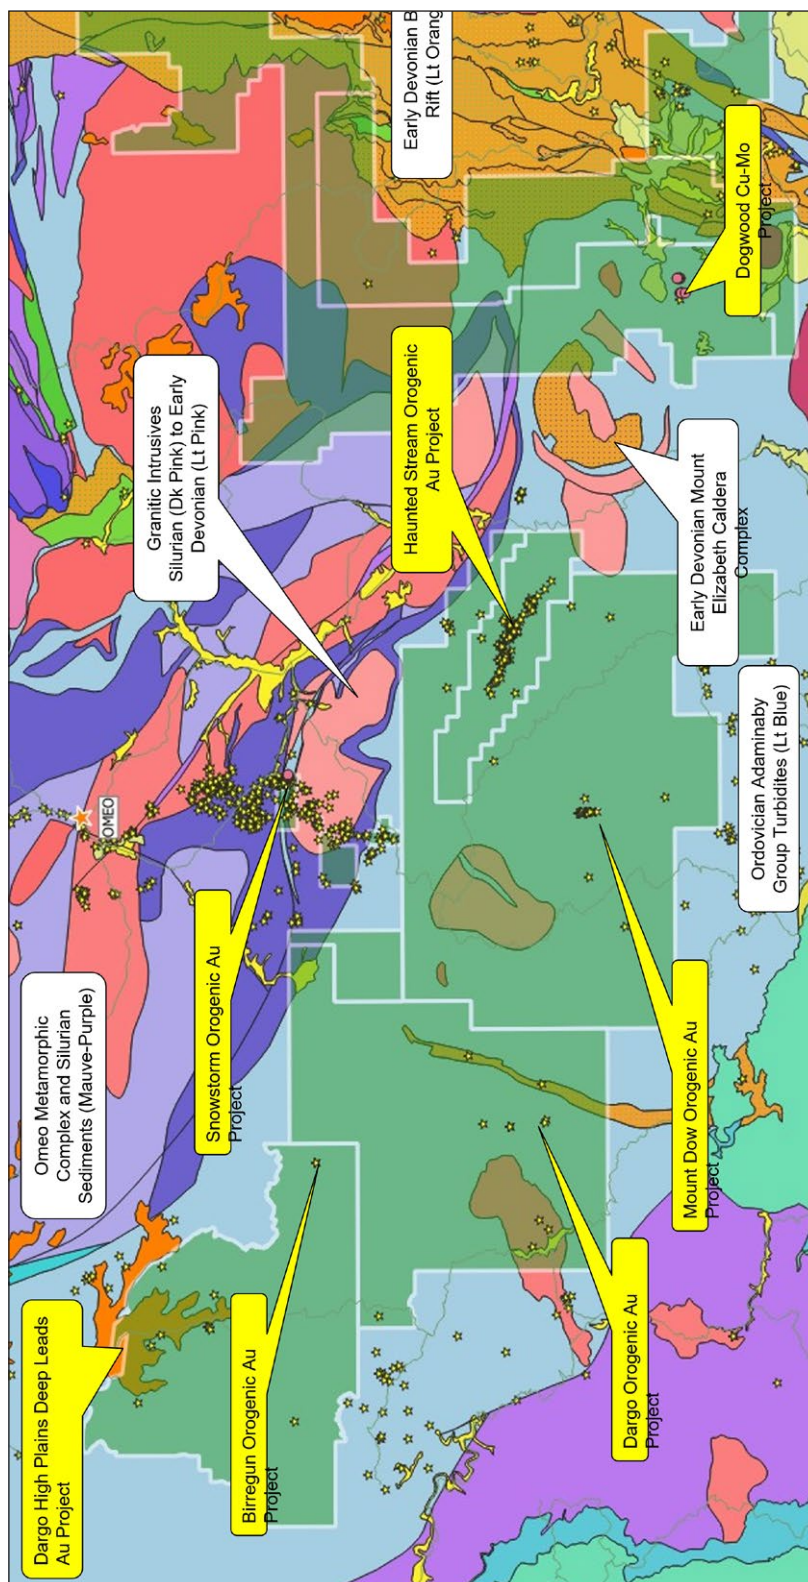 Dargo High Plains Deep Leads
Au Project
Omeo Metamorphic
Complex and Silurian
Sediments (Mauve-Purple)
OMEO
Granitic Intrusives
Silurian (Dk Pink) to Early
Devonian (Lt Pink)
Snowstorm Orogenic Au
Project
Birregun Orogenic Au
Project
Haunted Stream Orogenic
Au Project
Early Devonian B
Rift (Lt Orang
Dargo Orogenic Au
Project
Mount Dow Orogenic Au
Project
Early Devonian Mount
Elizabeth Caldera
Complex
Dogwood Cu-Mo
Project
Ordovician Adaminaby
Group Turbidites (Lt Blue)